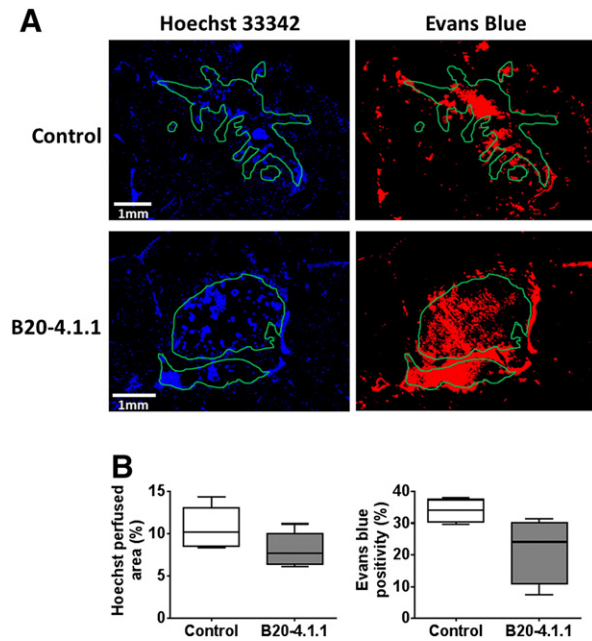 A
Hoechst 33342
Evans Blue
Control
1mm
B20-4.1.1
1mm
B
Hoechst perfused
area (%)
15
10
5
0
Control
B20-4.1.1
Evans blue
positivity (%)
40
30
20
10
0
Control
B20-4.1.1